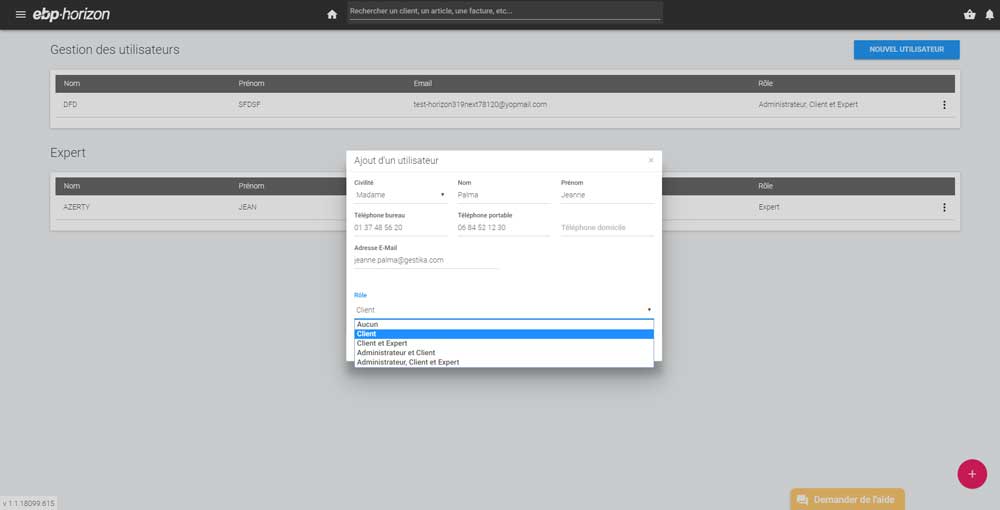 ebp-horizon
Rechercher un client, un article, une facture, etc...
Gestion des utilisateurs
NOUVEL UTILISATEUR
Nom Prénom Email Rôle
DFD SFDSF test-horizon319next78120@yopmail.com Administrateur, Client et Expert
Expert
Nom Prénom Rôle
AZERTY JEAN Expert
Ajout d'un utilisateur ×
Civilité Nom Prénom
Madame Palma Jeanne
Téléphone bureau Téléphone portable
01 37 48 56 20 06 84 52 12 30 Téléphone domicile
Adresse E-Mail
jeanne.palma@gestika.com
Rôle
Client
Aucun
Client
Client et Expert
Administrateur et Client
Administrateur, Client et Expert
v 1.1.18099.615
Demander de l'aide